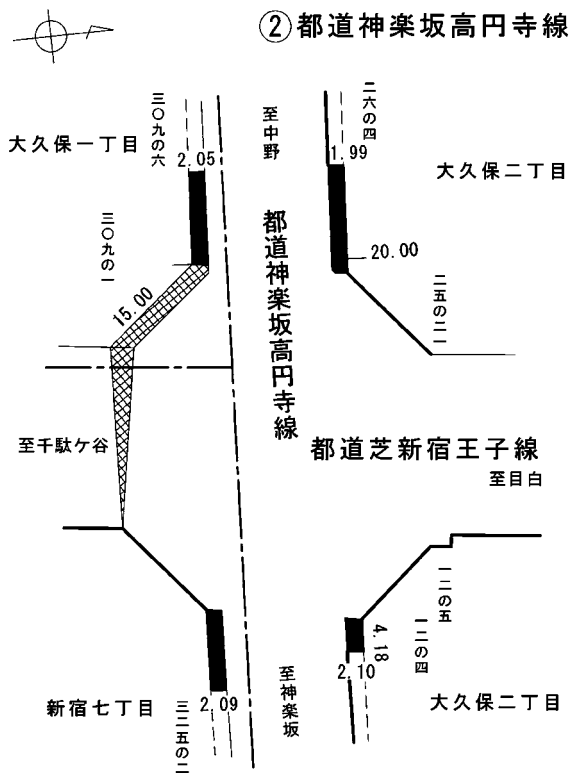 ②都道神楽坂高円寺線
大久保一丁目
三〇九の六
2.05
至中野
二六の四
1.99
大久保二丁目
三〇九の一
15.00
都道神楽坂高円寺線
20.00
二五の二一
至千駄ケ谷
都道芝新宿王子線
至目白
一二の五
一二の四
4.18
2.10
大久保二丁目
至神楽坂
新宿七丁目
2.09
三二五の二